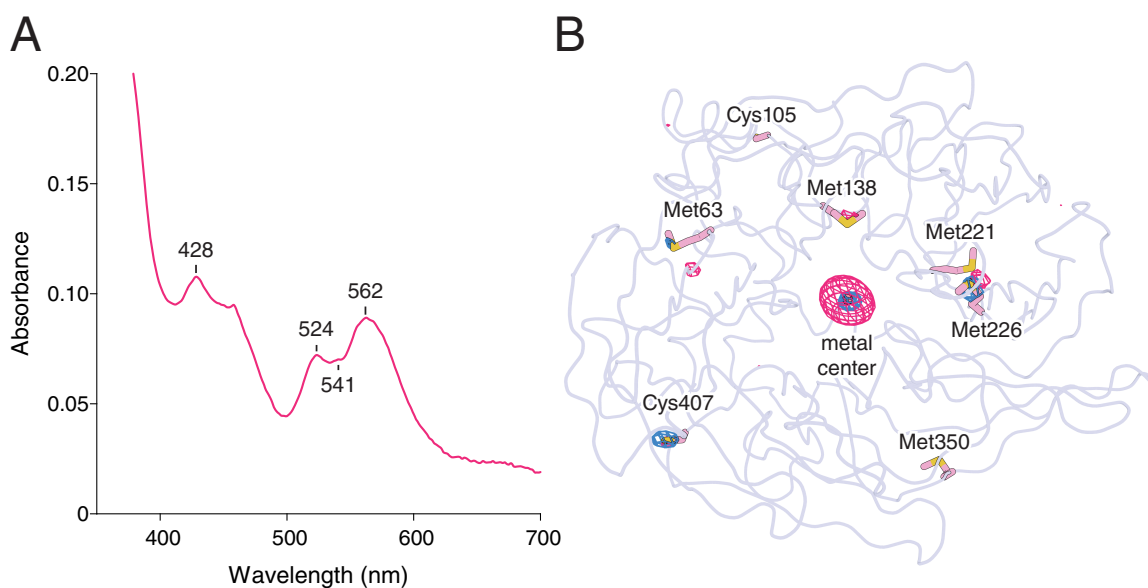 A
0.20
0.15
0.10
0.05
0
Absorbance
428
524
541
562
400
500
600
700
Wavelength (nm)
B
Cys105
Met138
Met63
Met221
Met226
metal
center
Cys407
Met350